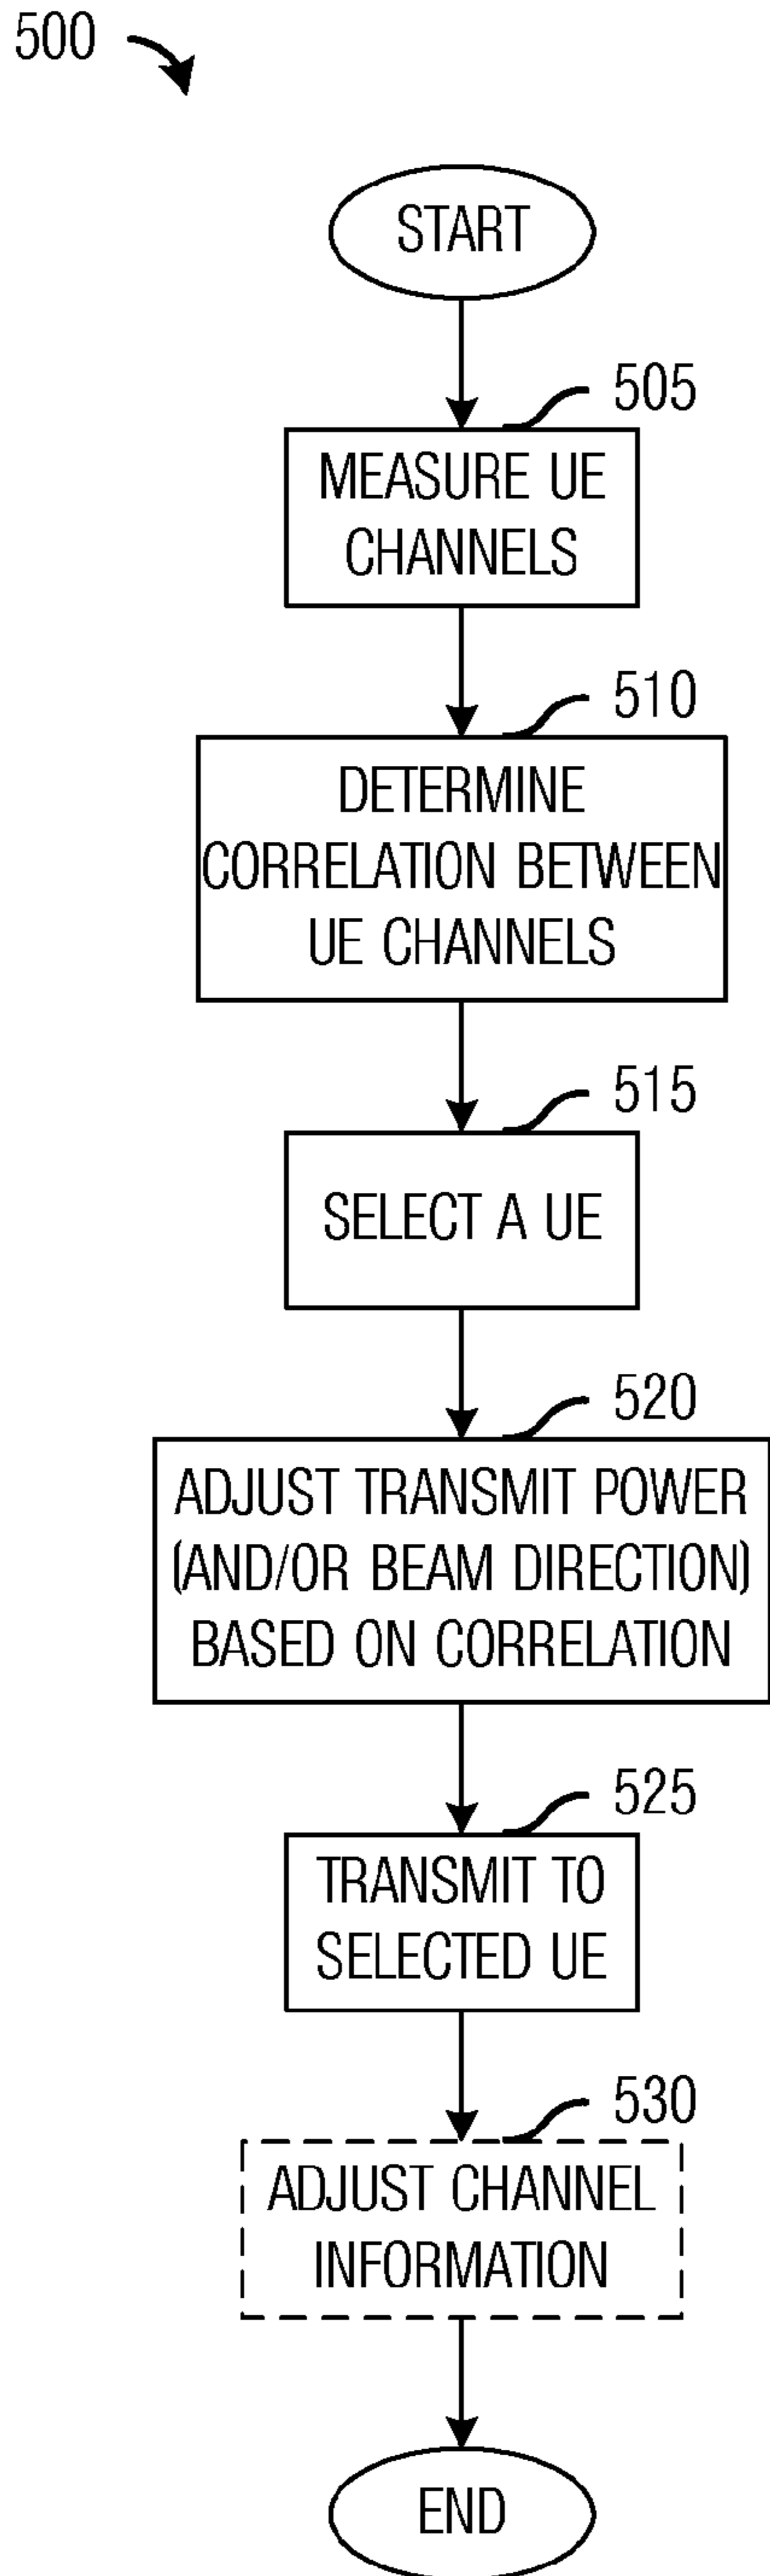 500
START
505
MEASURE UE
CHANNELS
510
DETERMINE
CORRELATION BETWEEN
UE CHANNELS
515
SELECT A UE
520
ADJUST TRANSMIT POWER
(AND/OR BEAM DIRECTION)
BASED ON CORRELATION
525
TRANSMIT TO
SELECTED UE
530
ADJUST CHANNEL
INFORMATION
END